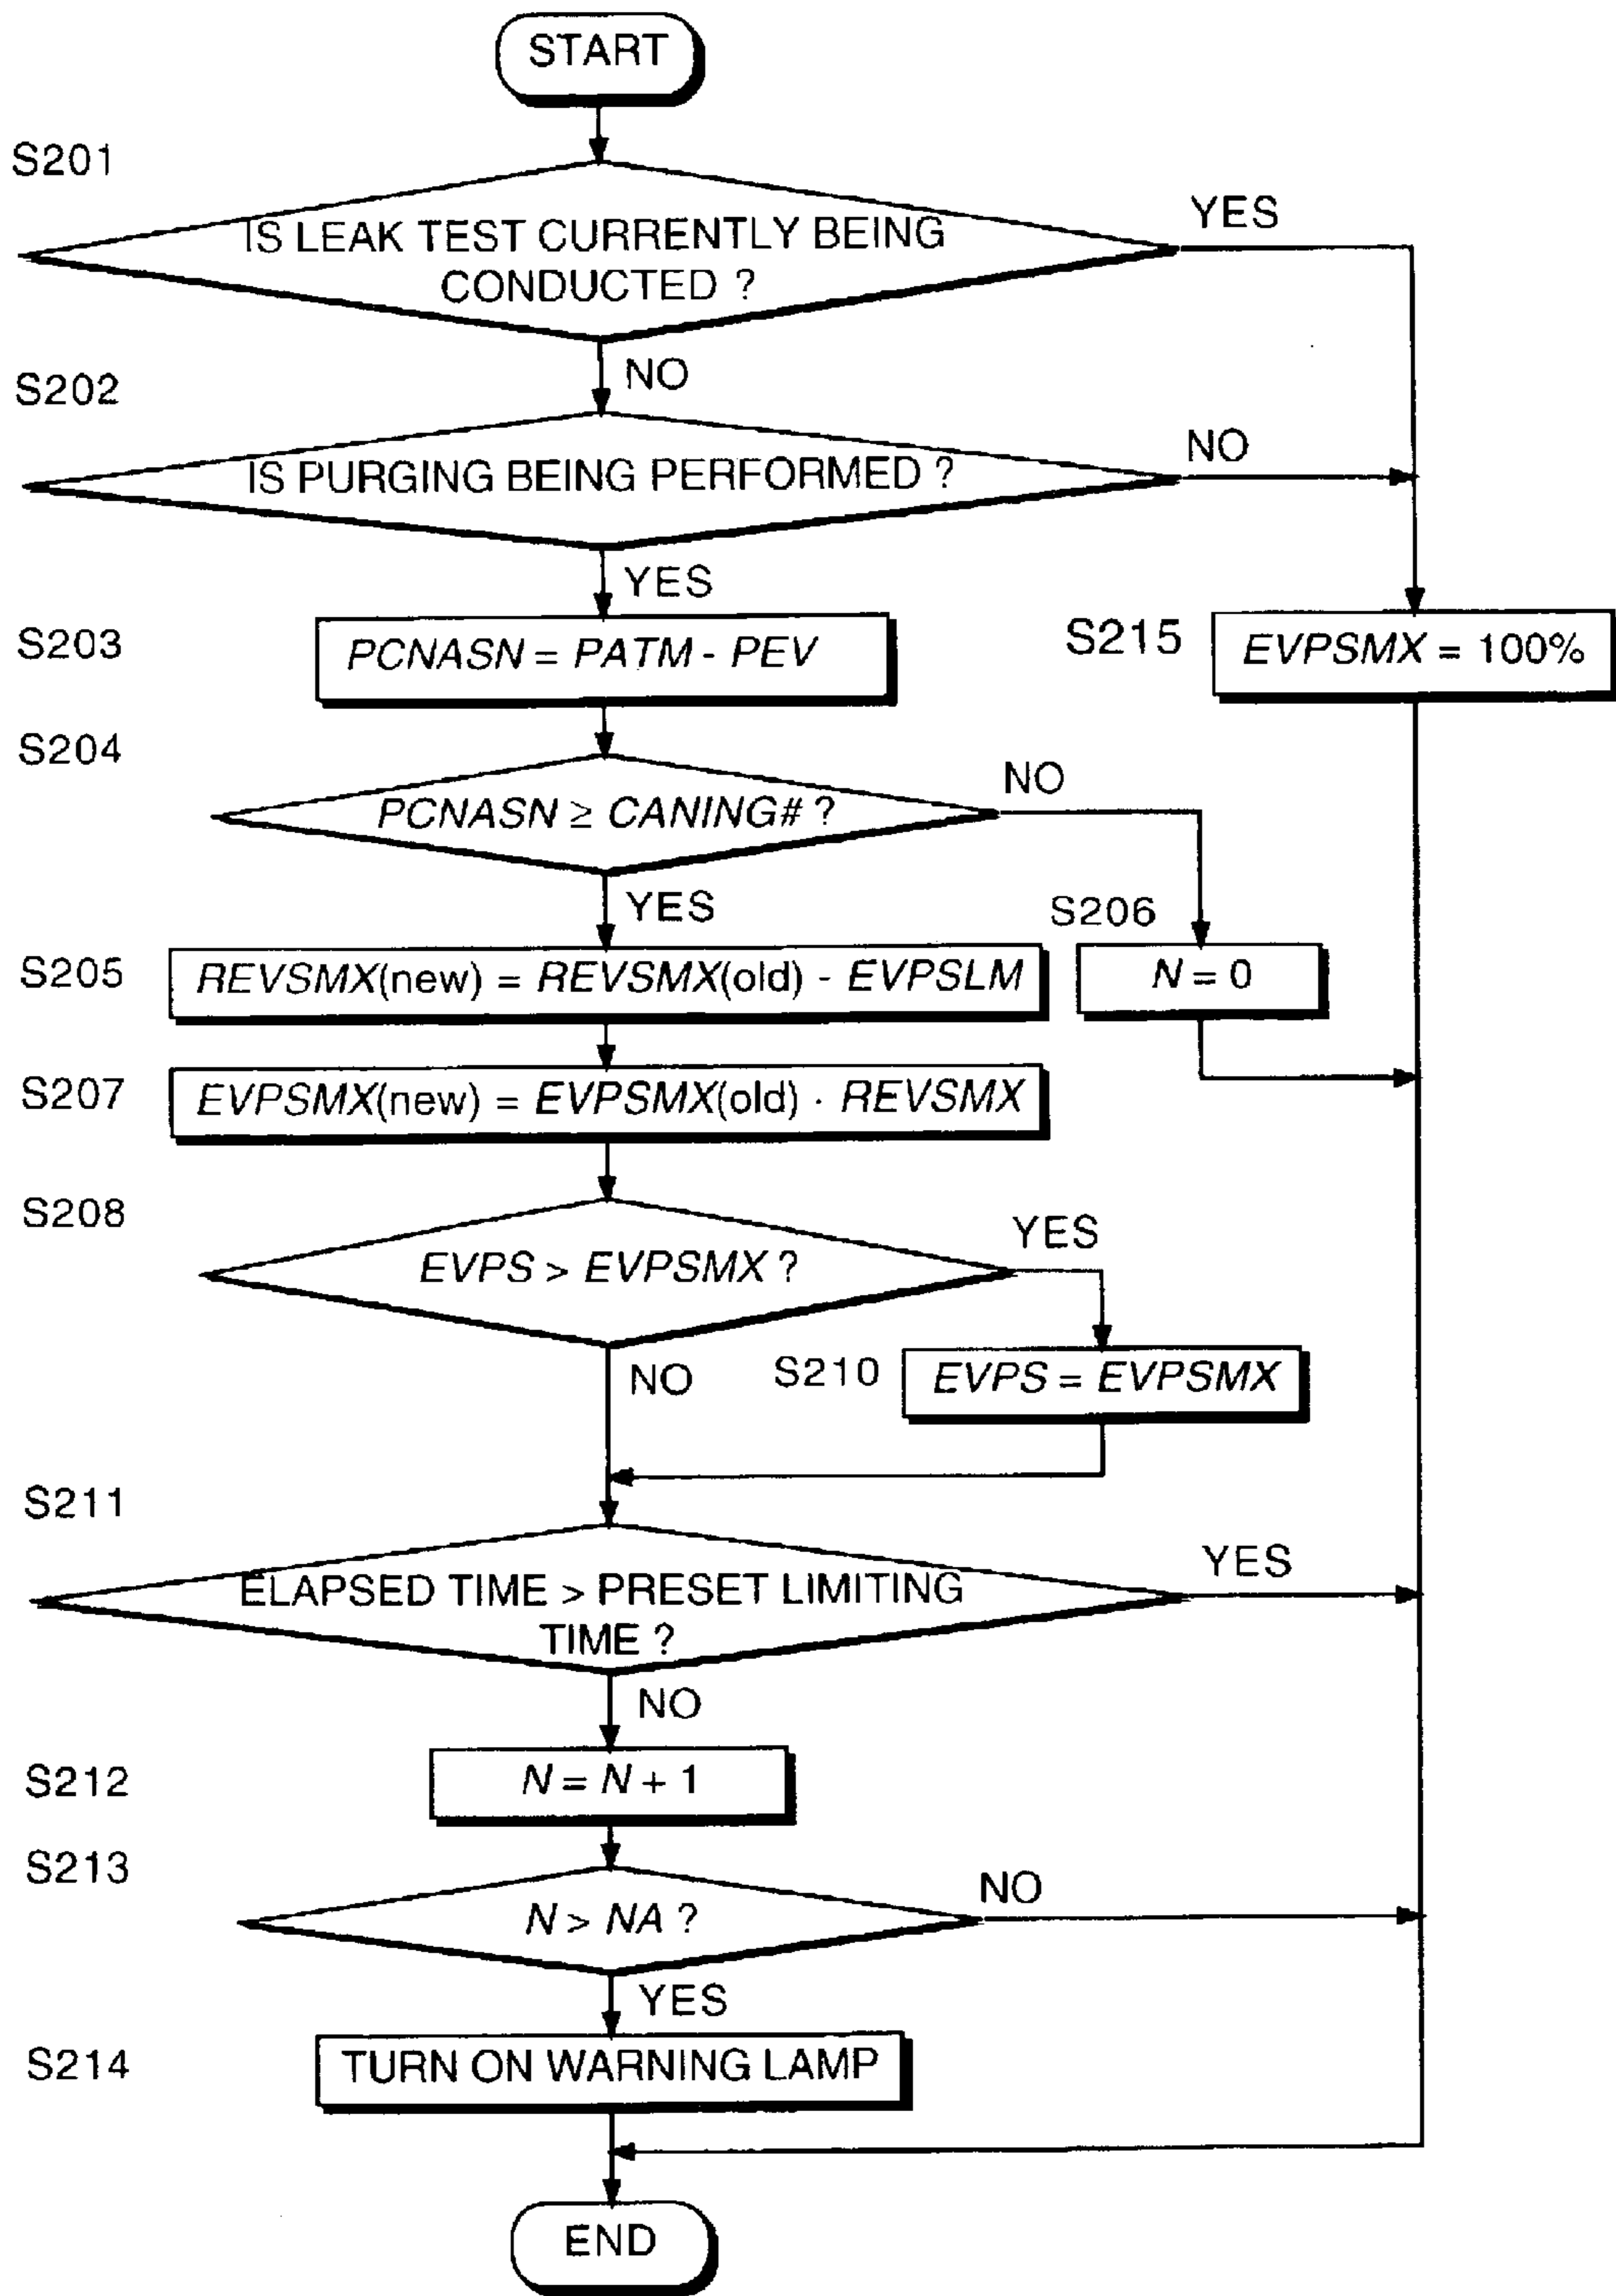 START
S201
IS LEAK TEST CURRENTLY BEING
CONDUCTED ?
YES
NO
S202
IS PURGING BEING PERFORMED ?
NO
YES
S203
PCNASN = PATM - PEV
S215
EVPSMX = 100%
S204
PCNASN ≥ CANING# ?
NO
YES
S206
N = 0
S205
REVSMX(new) = REVSMX(old) - EVPSLM
S207
EVPSMX(new) = EVPSMX(old) · REVSMX
S208
EVPS > EVPSMX ?
YES
NO
S210
EVPS = EVPSMX
S211
ELAPSED TIME > PRESET LIMITING
TIME ?
YES
NO
S212
N = N + 1
S213
N > NA ?
NO
YES
S214
TURN ON WARNING LAMP
END